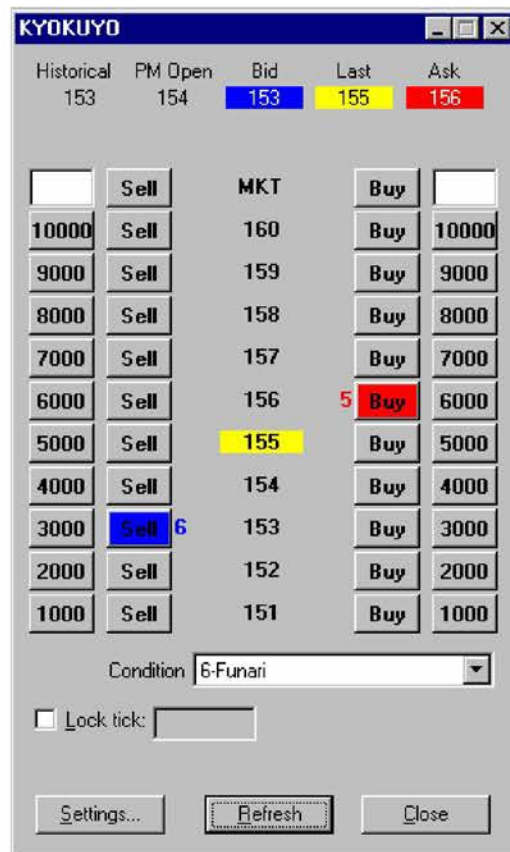 KYOKUYO
Historical PM Open Bid Last Ask
153 154 153 155 156
Sell MKT Buy
10000 Sell 160 Buy 10000
9000 Sell 159 Buy 9000
8000 Sell 158 Buy 8000
7000 Sell 157 Buy 7000
6000 Sell 156 5 Buy 6000
5000 Sell 155 Buy 5000
4000 Sell 154 Buy 4000
3000 Sell 6 153 Buy 3000
2000 Sell 152 Buy 2000
1000 Sell 151 Buy 1000
Condition 6-Funari
Lock tick:
Settings... Refresh Close